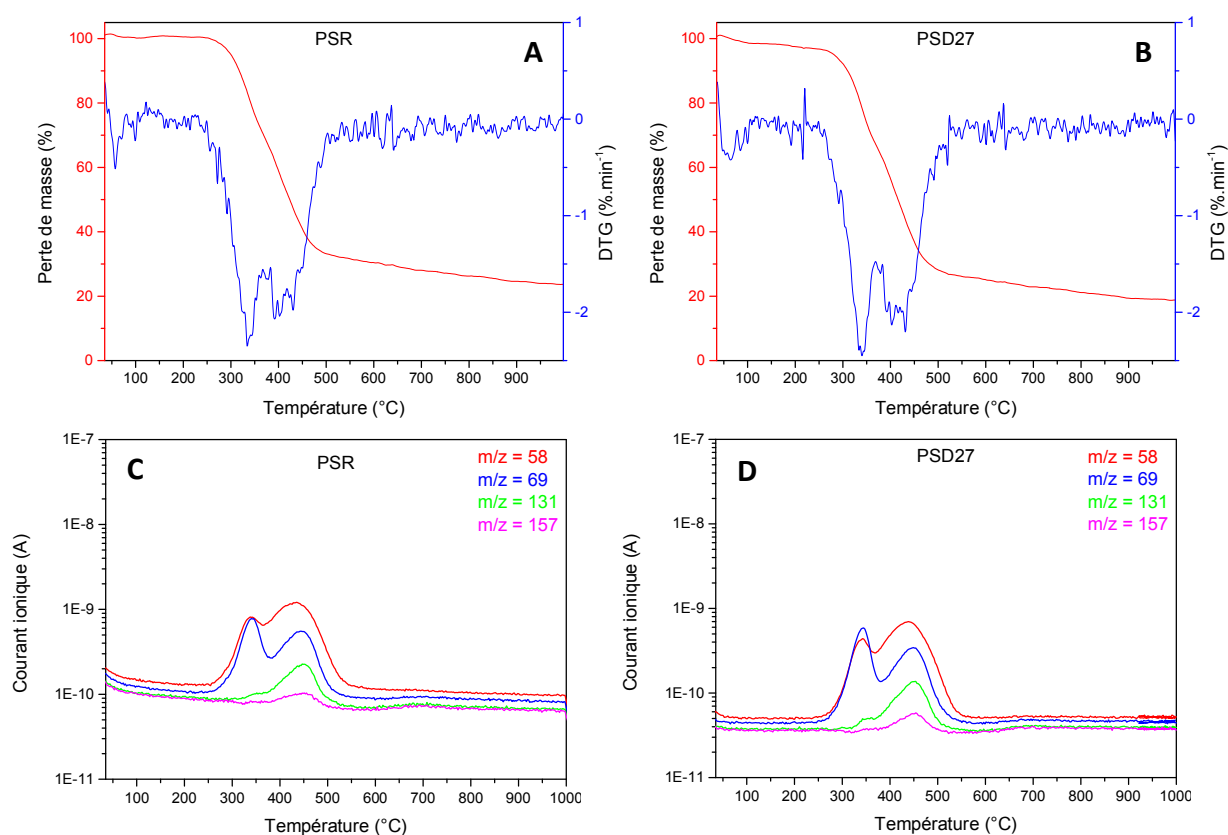 PSR
A
100
80
60
40
20
0
Perte de masse (%)
1
0
-1
-2
DTG (%.min⁻¹)
100 200 300 400 500 600 700 800 900
Température (°C)
PSD27
B
100
80
60
40
20
0
Perte de masse (%)
1
0
-1
-2
DTG (%.min⁻¹)
100 200 300 400 500 600 700 800 900
Température (°C)
C
PSR
m/z = 58
m/z = 69
m/z = 131
m/z = 157
1E-7
1E-8
1E-9
1E-10
1E-11
Courant ionique (A)
100 200 300 400 500 600 700 800 900 1000
Température (°C)
D
PSD27
m/z = 58
m/z = 69
m/z = 131
m/z = 157
1E-7
1E-8
1E-9
1E-10
1E-11
Courant ionique (A)
100 200 300 400 500 600 700 800 900 1000
Température (°C)